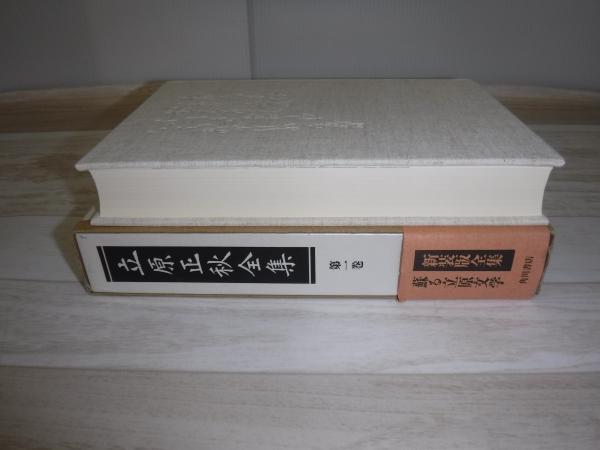 立原正秋全集
第一巻
新装版全集
蘇る立原文学
角川書店